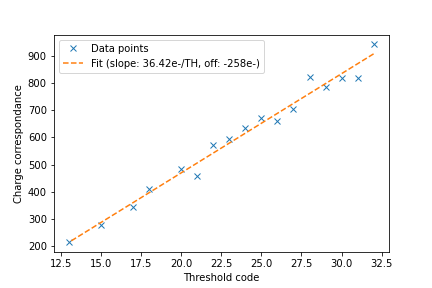 Data points
Fit (slope: 36.42e-/TH, off: -258e-)
900
800
700
600
500
400
300
200
Charge correspondance
12.5 15.0 17.5 20.0 22.5 25.0 27.5 30.0 32.5
Threshold code